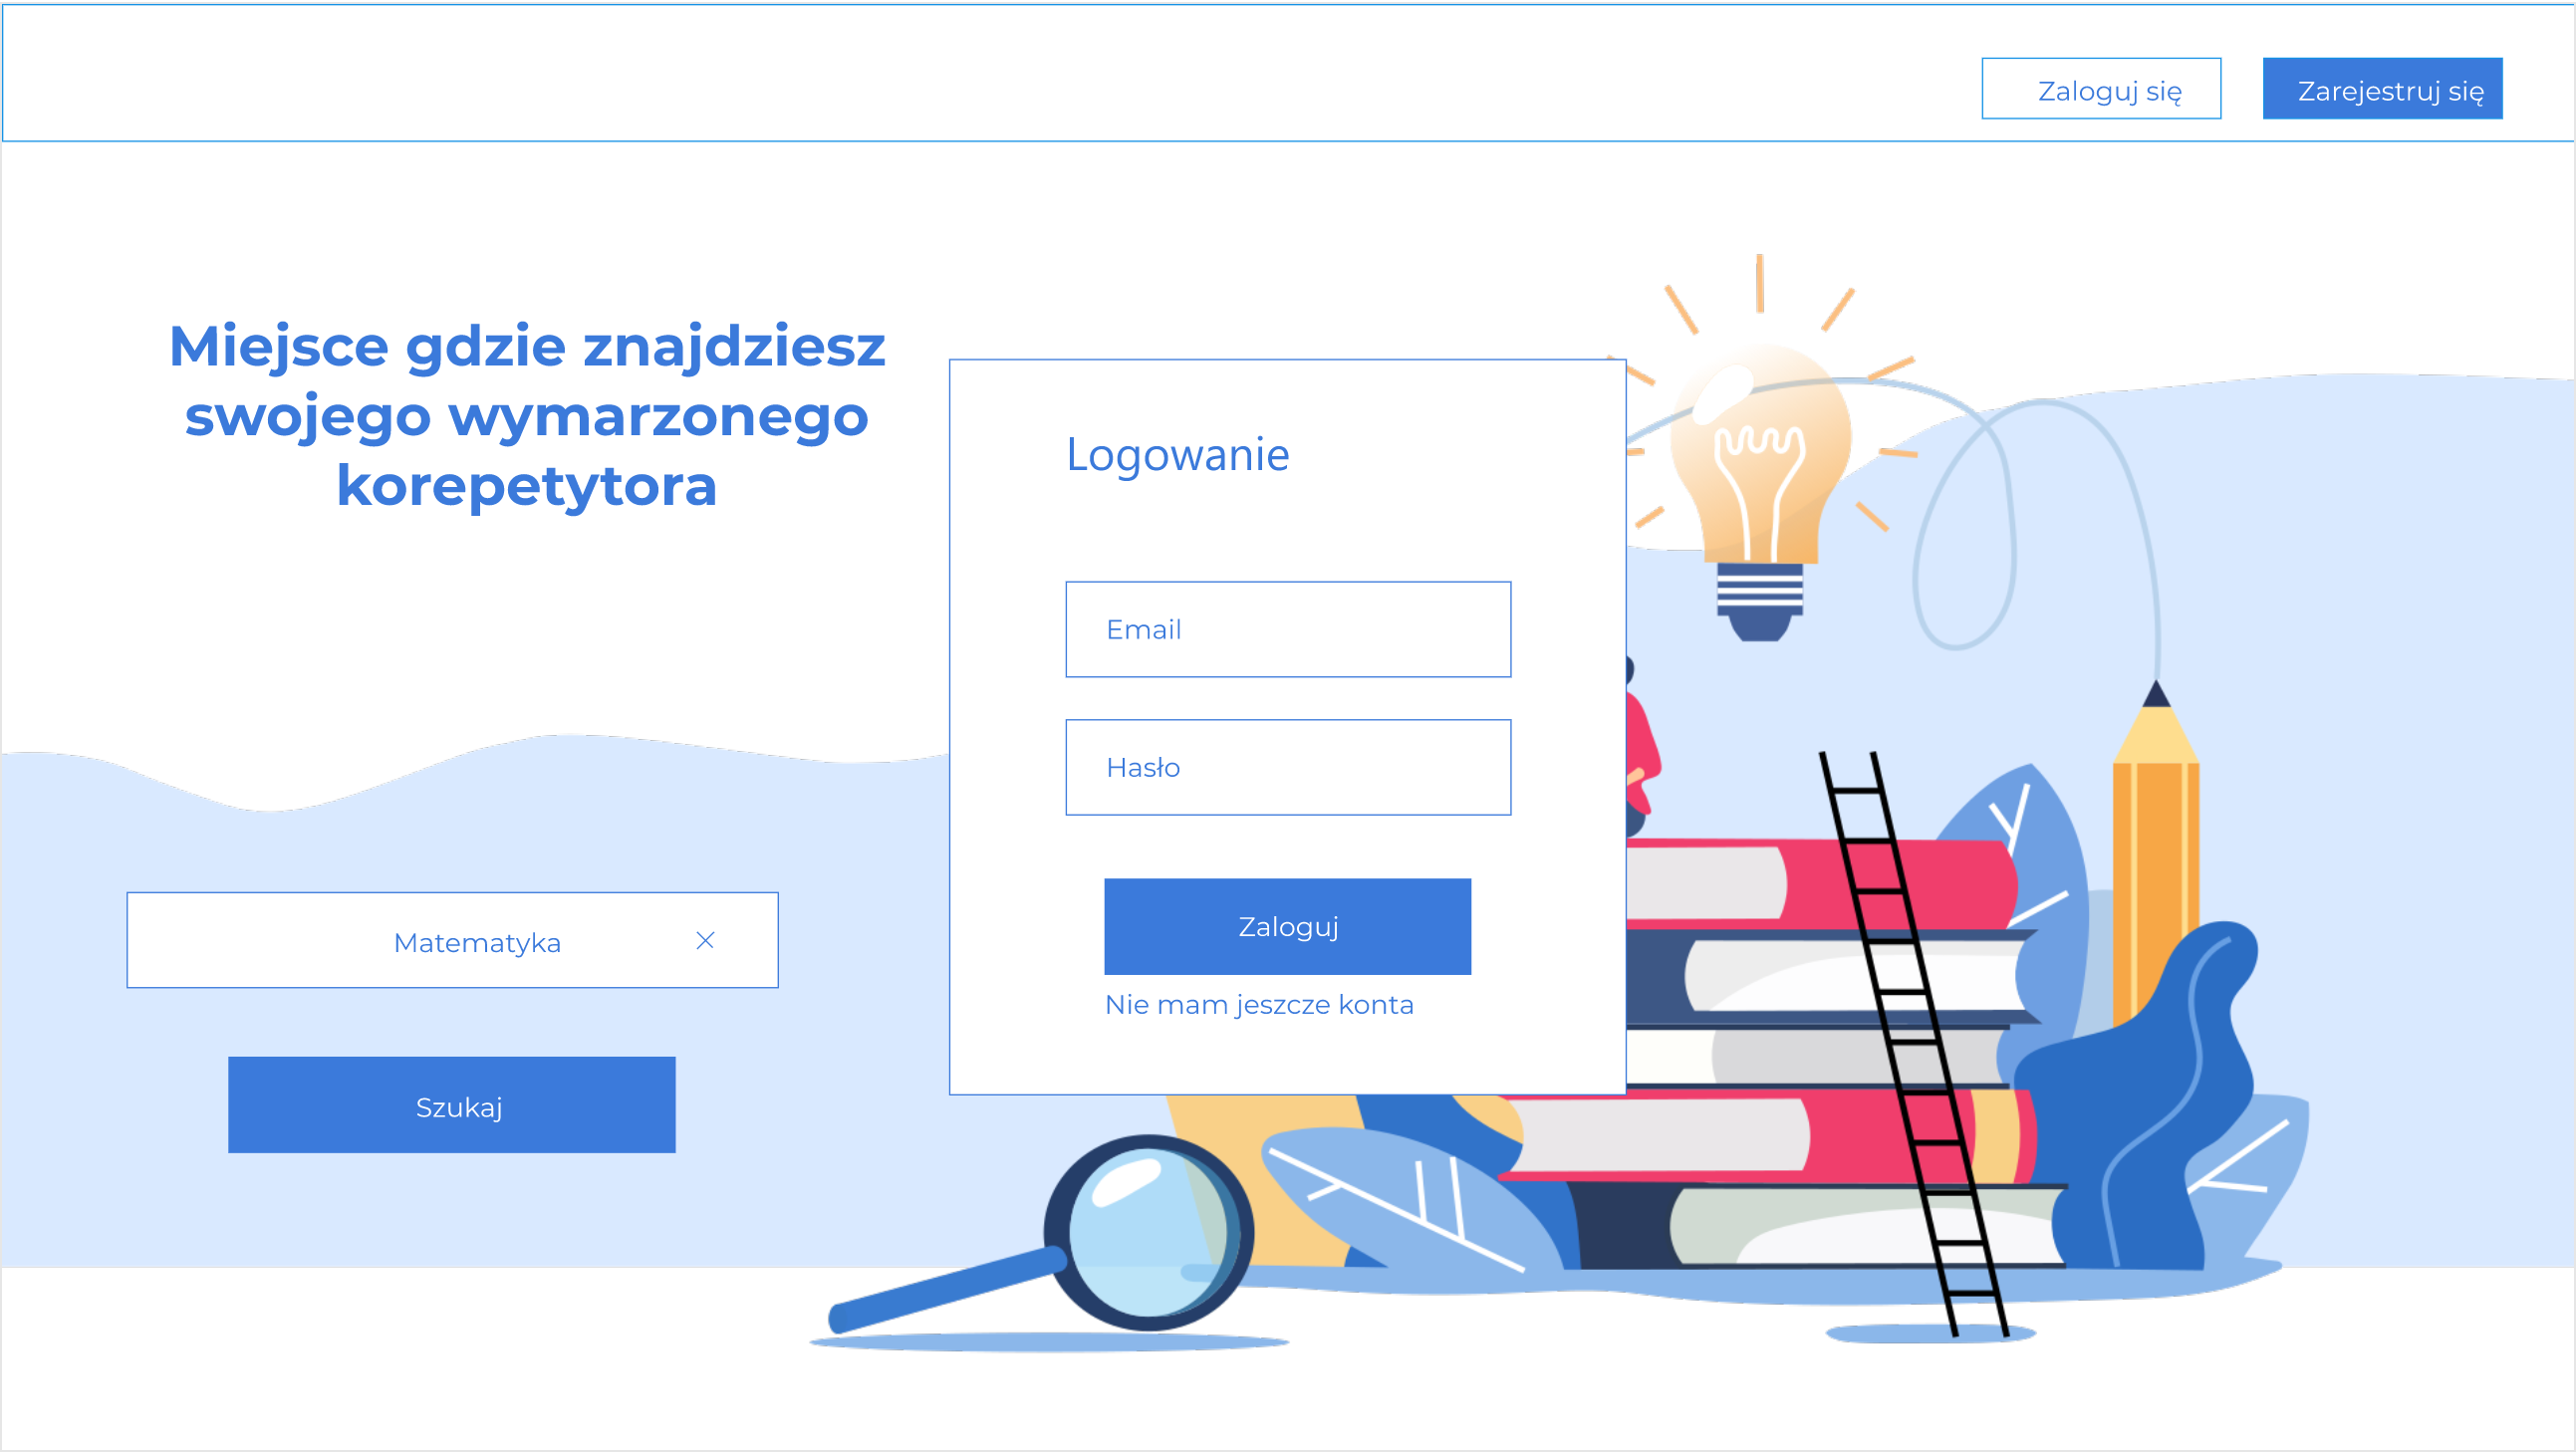 Zaloguj się
Zarejestruj się
Miejsce gdzie znajdziesz
swojego wymarzonego
korepetytora
Logowanie
Email
Hasło
Zaloguj
Nie mam jeszcze konta
Matematyka
Szukaj